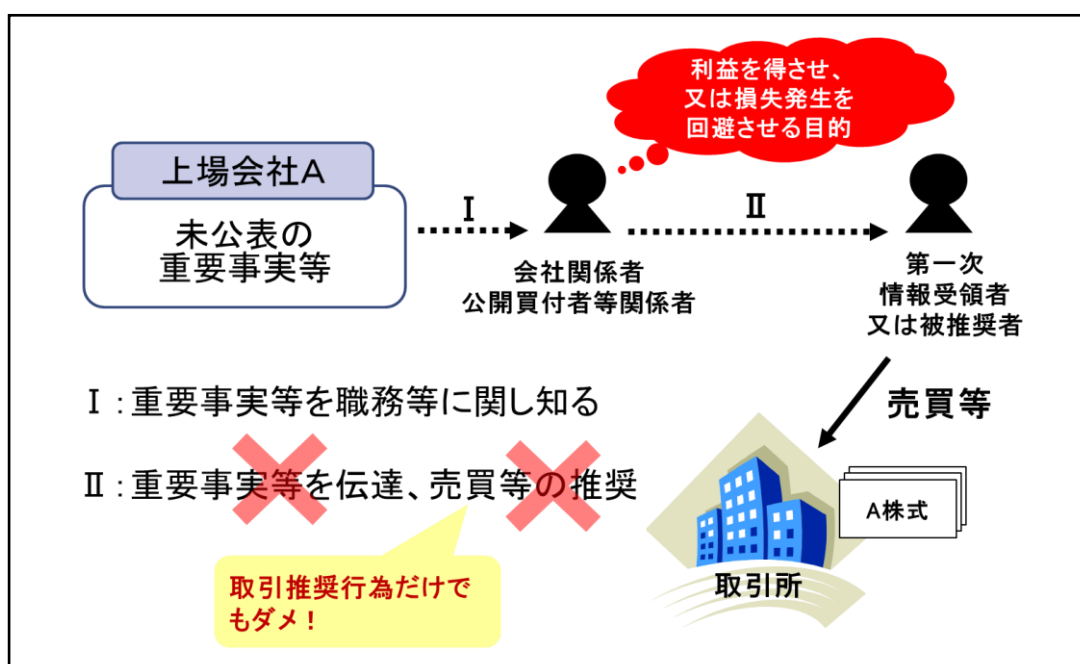 利益を得させ、
又は損失発生を
回避させる目的
上場会社A
未公表の
重要事実等
Ⅰ
Ⅱ
会社関係者
公開買付者等関係者
第一次
情報受領者
又は被推奨者
売買等
Ⅰ：重要事実等を職務等に関し知る
Ⅱ：重要事実等を伝達、売買等の推奨
取引推奨行為だけで
もダメ！
A株式
取引所